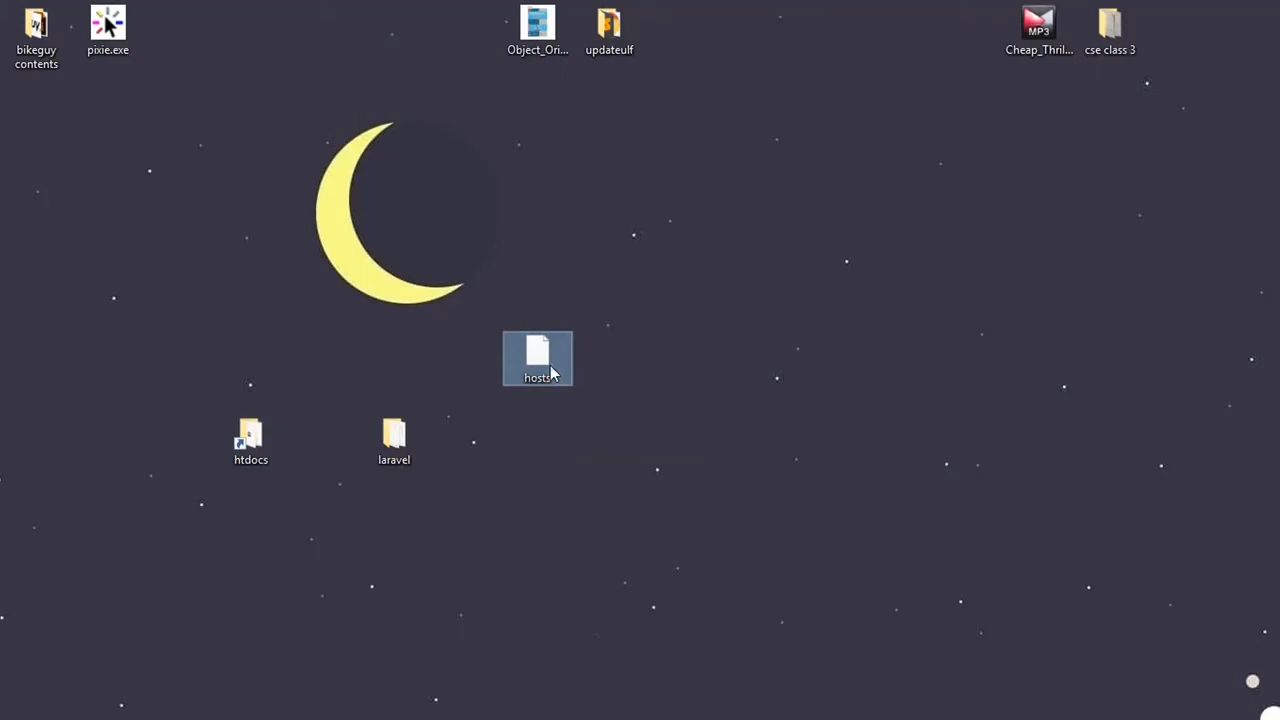 bikeguy
contents
pixie.exe
Object_Ori...
updateulf
MP3
Cheap_Thril...
cse class 3
hosts
htdocs
laravel